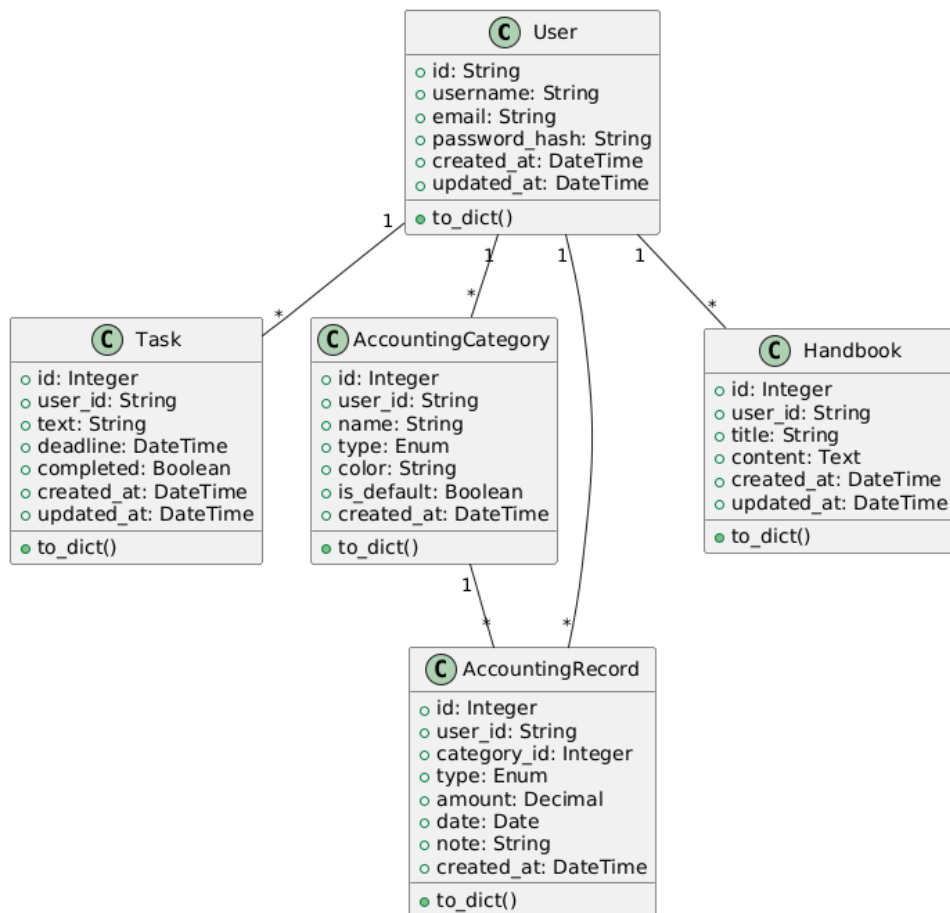 C User
id: String
username: String
email: String
password_hash: String
created_at: DateTime
updated_at: DateTime
to_dict()
1
1
1
1
*
*
*
*
C Task
id: Integer
user_id: String
text: String
deadline: DateTime
completed: Boolean
created_at: DateTime
updated_at: DateTime
to_dict()
C AccountingCategory
id: Integer
user_id: String
name: String
type: Enum
color: String
is_default: Boolean
created_at: DateTime
to_dict()
C Handbook
id: Integer
user_id: String
title: String
content: Text
created_at: DateTime
updated_at: DateTime
to_dict()
1
*
C AccountingRecord
id: Integer
user_id: String
category_id: Integer
type: Enum
amount: Decimal
date: Date
note: String
created_at: DateTime
to_dict()